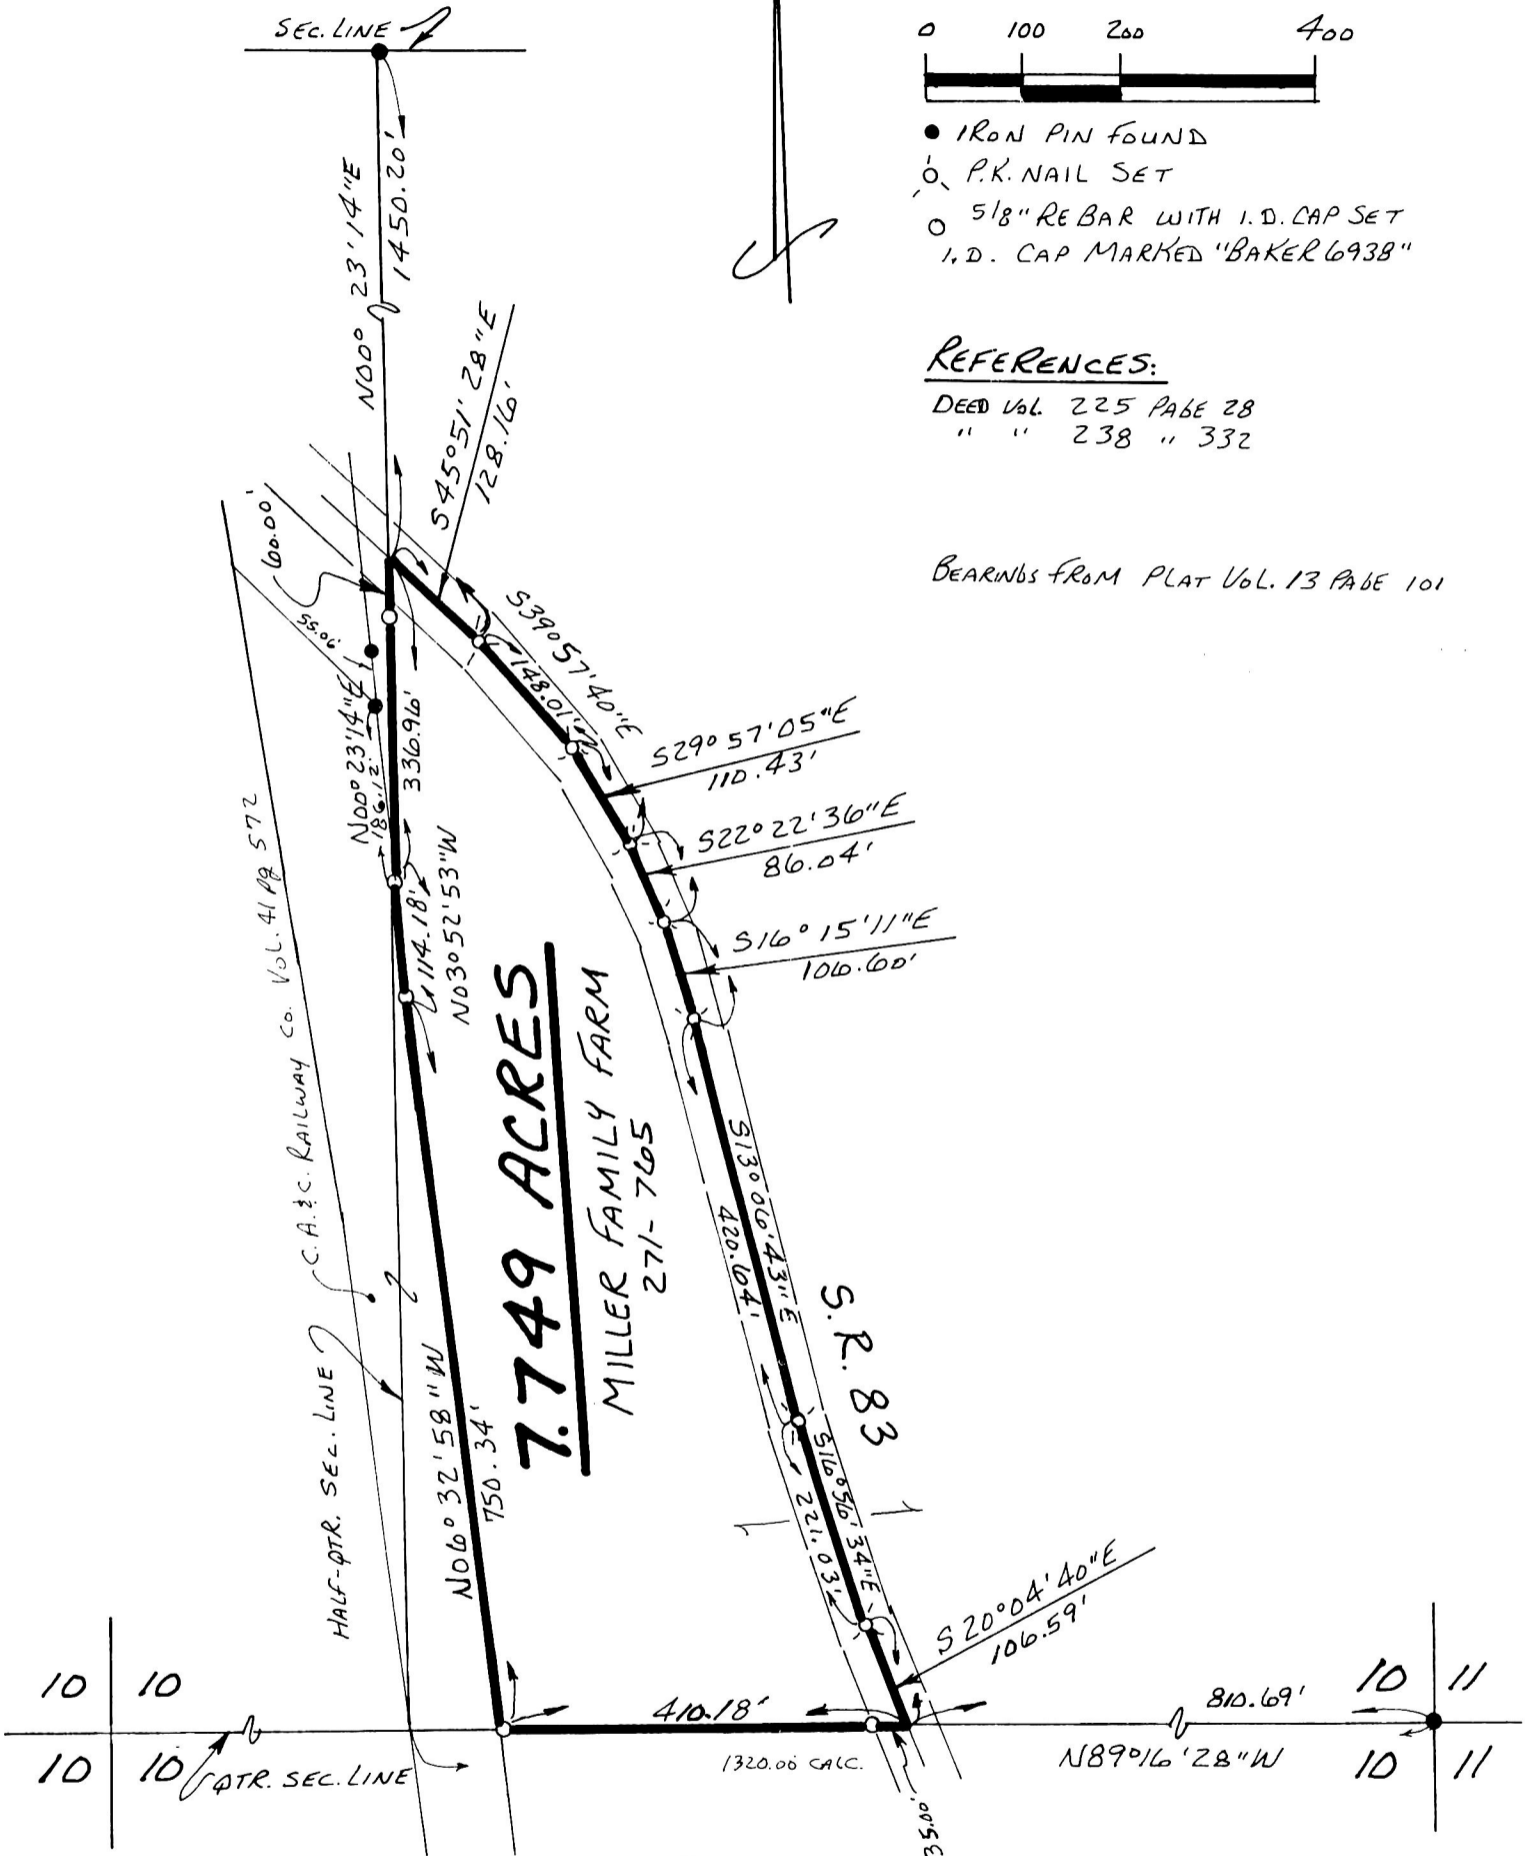 SEC. LINE
0 100 200 400
IRON PIN FOUND
P.K. NAIL SET
5/8" REBAR WITH I.D. CAP SET
I.D. CAP MARKED "BAKER 6938"
REFERENCES:
DEED VOL. 225 PAGE 28
" " 238 " 332
BEARINGS FROM PLAT VOL. 13 PAGE 101
N00° 23'14"E
1450.20'
S45°51'28"E
128.16'
60.00'
55.06'
S39°57'40"E
148.01'
S29°57'05"E
110.43'
S22°22'36"E
86.04'
S16°15'11"E
106.60'
N00°23'14"E
186.12'
336.96'
114.18'
N03°52'53"W
C.A.&C. RAILWAY CO. VOL. 41 Pg 572
7.749 ACRES
MILLER FAMILY FARM
271-765
S13°06'43"E
420.64'
S.R. 83
HALF-QTR. SEC. LINE
N06°32'58"W
750.34'
S16°56'34"E
221.03'
S20°04'40"E
106.59'
10 10
10 11
410.18'
810.69'
10 10
QTR. SEC. LINE
1320.00 CALC.
N89°16'28"W
10 11
35.00'